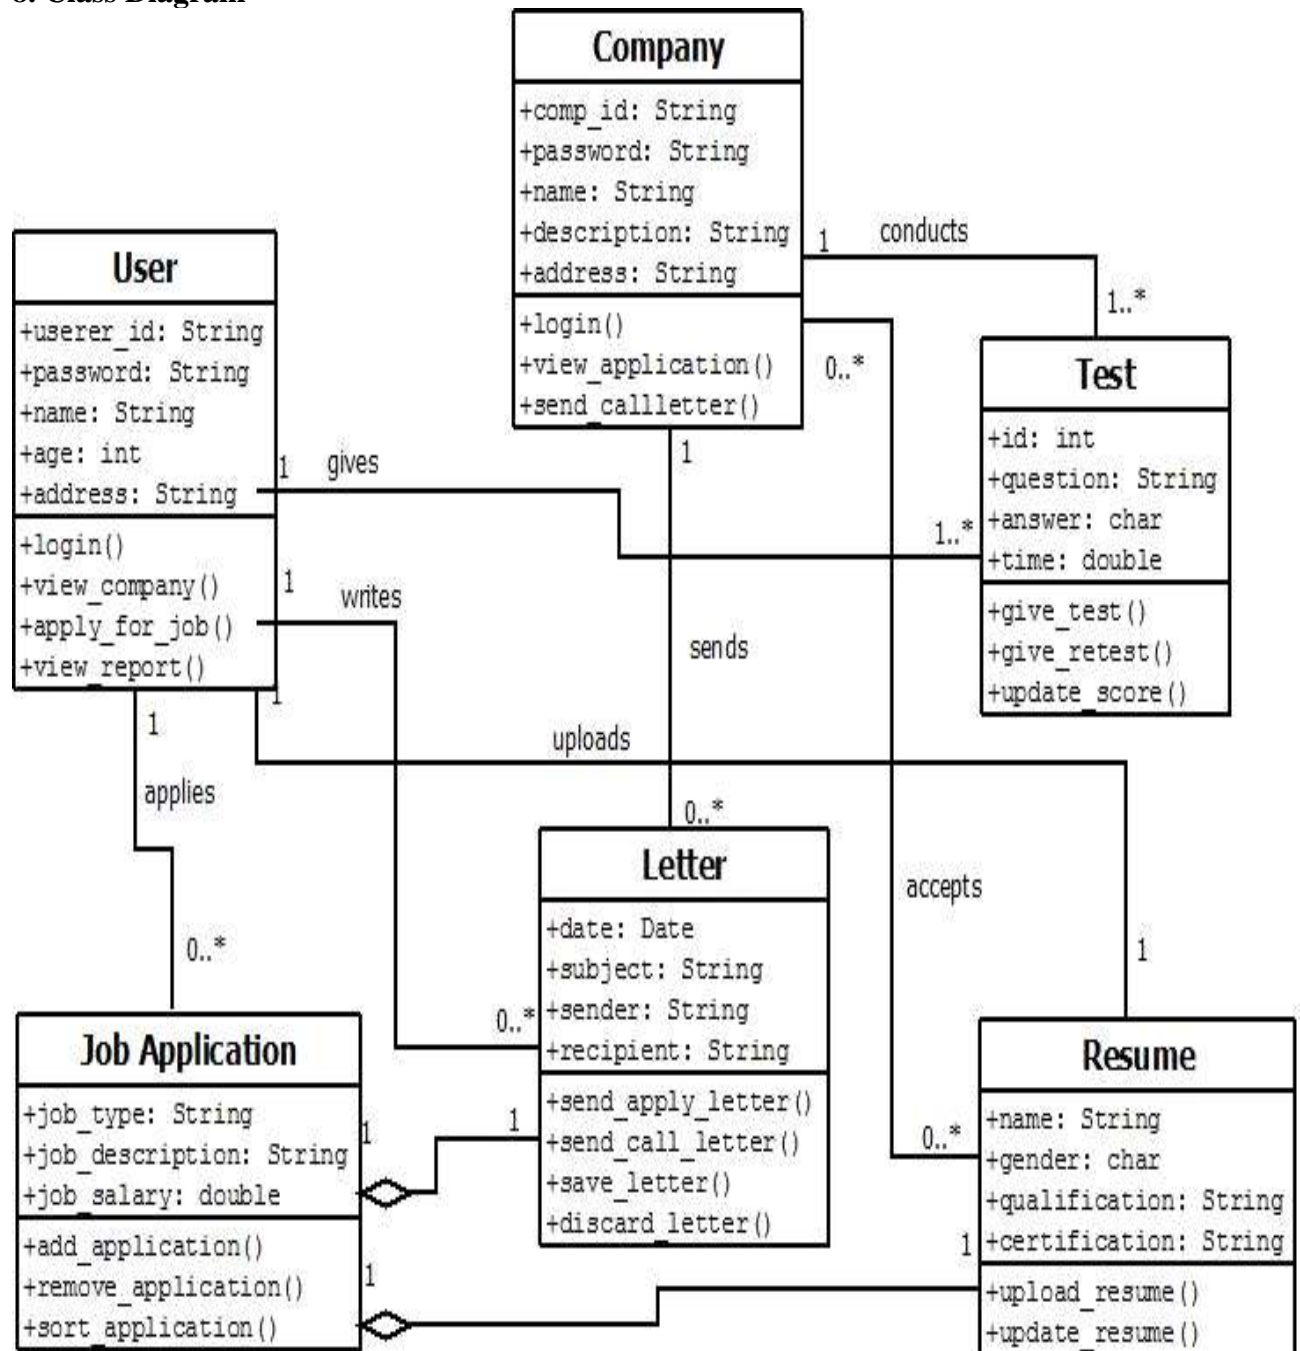 8. Class Diagram
Company
+comp_id: String
+password: String
+name: String
+description: String
+address: String
+login()
+view_application()
+send_callletter()
User
+userer_id: String
+password: String
+name: String
+age: int
+address: String
+login()
+view_company()
+apply_for_job()
+view_report()
1
conducts
1..*
0..*
Test
+id: int
+question: String
+answer: char
+time: double
+give_test()
+give_retest()
+update_score()
1
gives
1..*
1
sends
0..*
1
writes
0..*
1
uploads
1
1
applies
0..*
accepts
0..*
Letter
+date: Date
+subject: String
+sender: String
+recipient: String
+send_apply_letter()
+send_call_letter()
+save_letter()
+discard_letter()
Job Application
+job_type: String
+job_description: String
+job_salary: double
+add_application()
+remove_application()
+sort_application()
1
1
1
1
Resume
+name: String
+gender: char
+qualification: String
+certification: String
+upload_resume()
+update_resume()